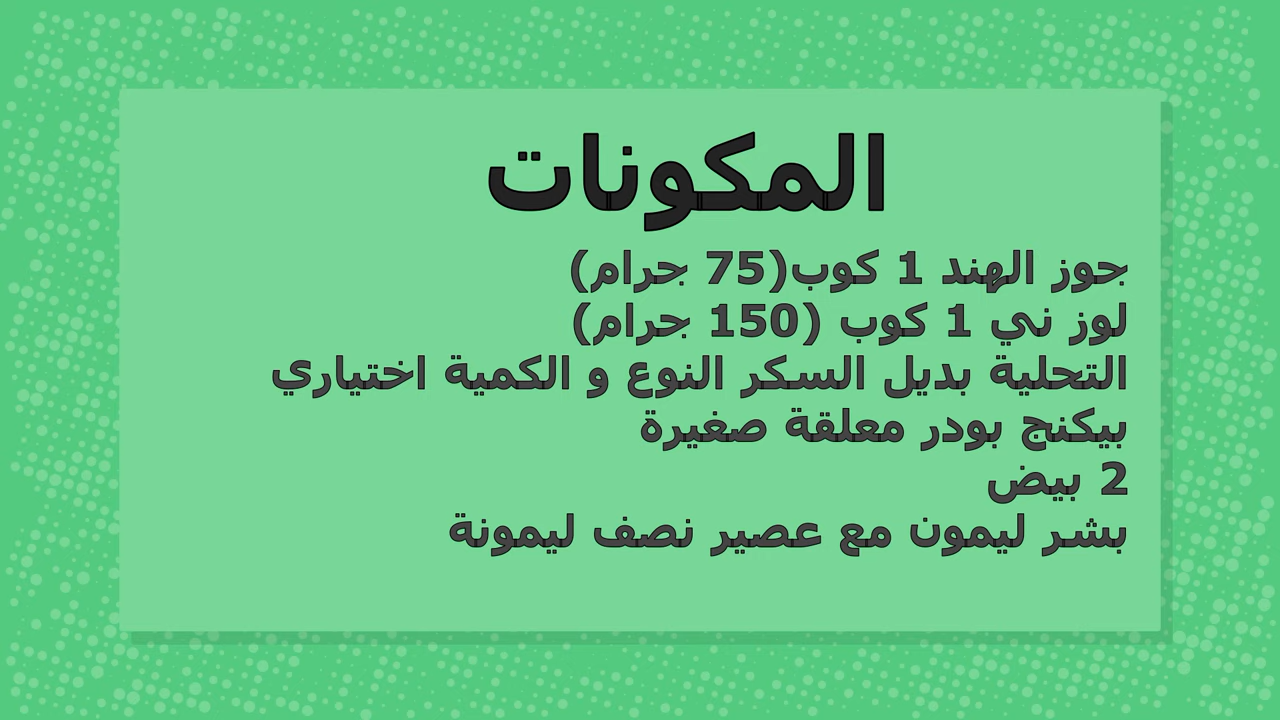 المكونات
جوز الهند 1 كوب(75 جرام)
لوز ني 1 كوب (150 جرام)
التحلية بديل السكر النوع و الكمية اختياري
بيكنج بودر معلقة صغيرة
2 بيض
بشر ليمون مع عصير نصف ليمونة